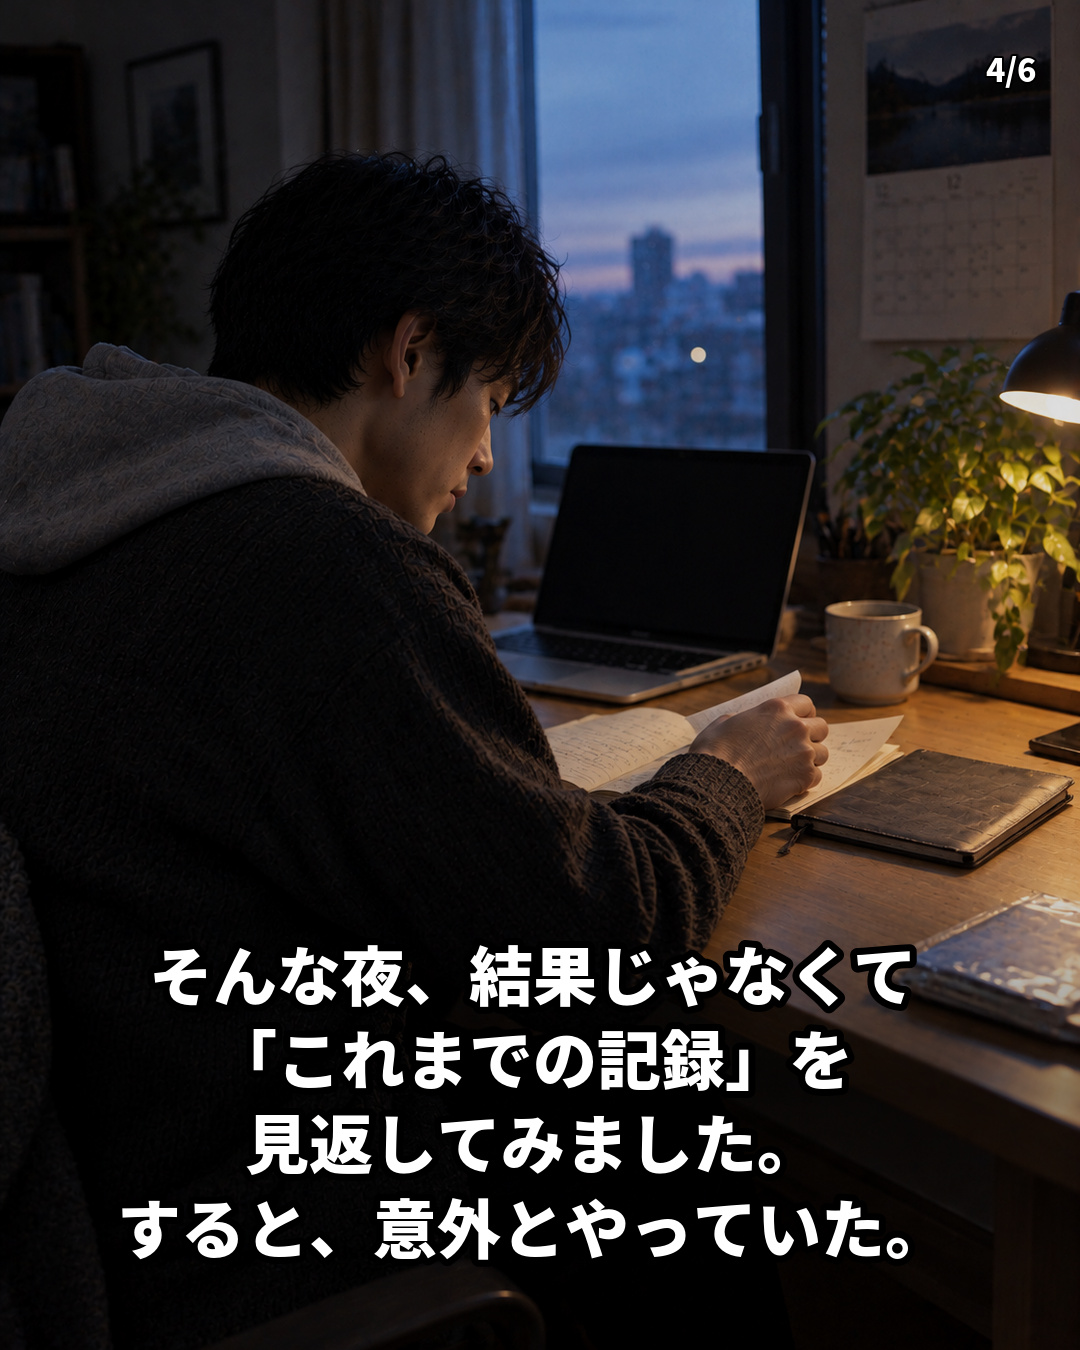 4/6
12
そんな夜、結果じゃなくて
「これまでの記録」を
見返してみました。
すると、意外とやっていた。